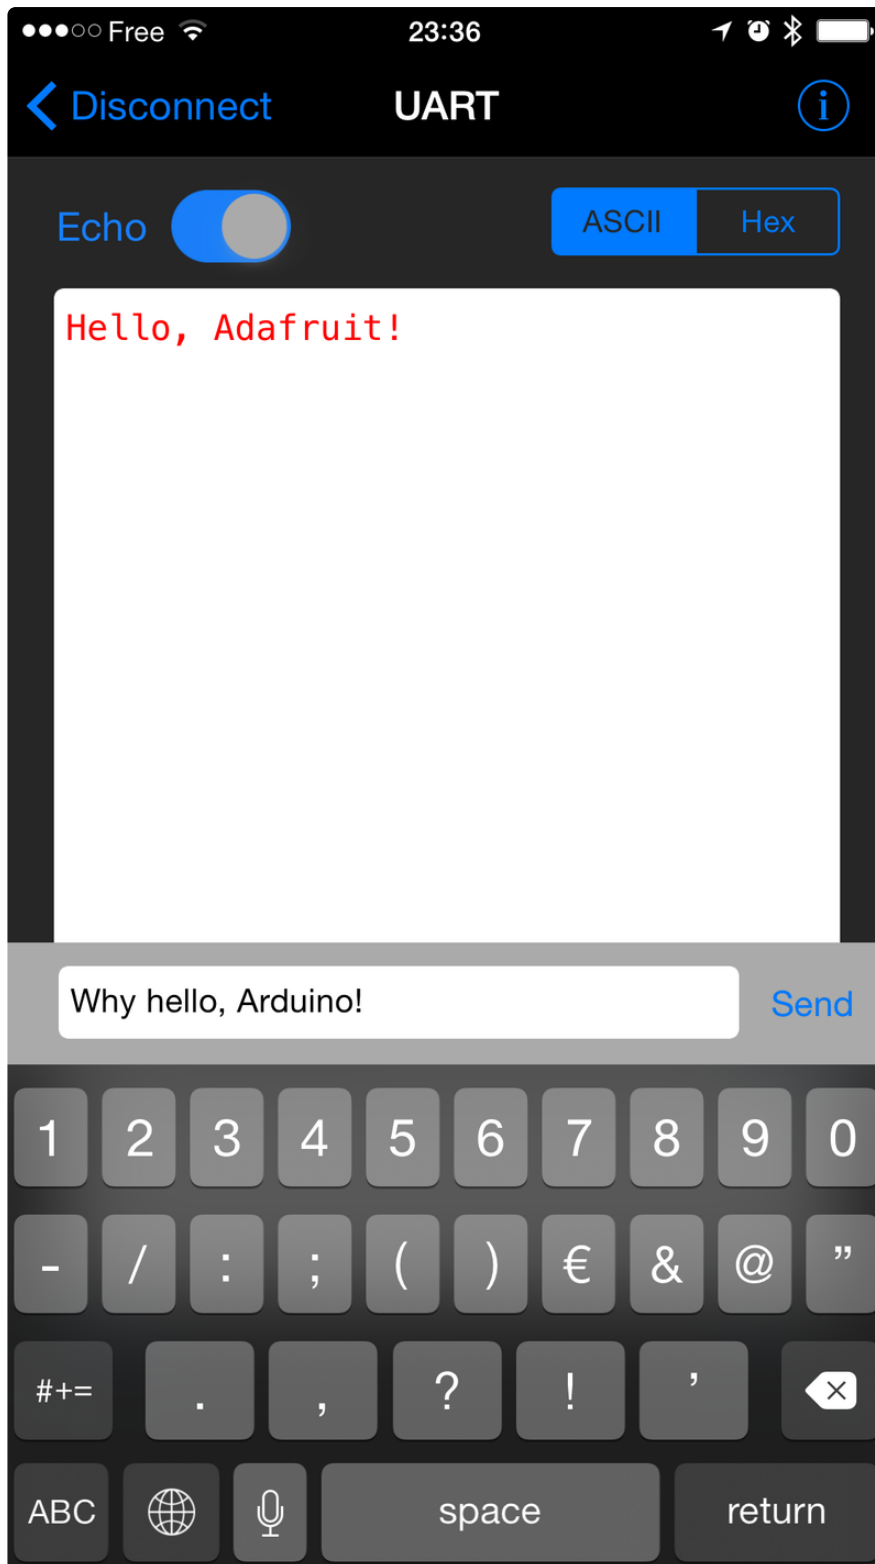 Free 23:36
Disconnect UART i
Echo ASCII Hex
Hello, Adafruit!
Why hello, Arduino! Send
1 2 3 4 5 6 7 8 9 0
- / : ; ( ) € & @ ”
#+= . , ? ! ’
ABC space return